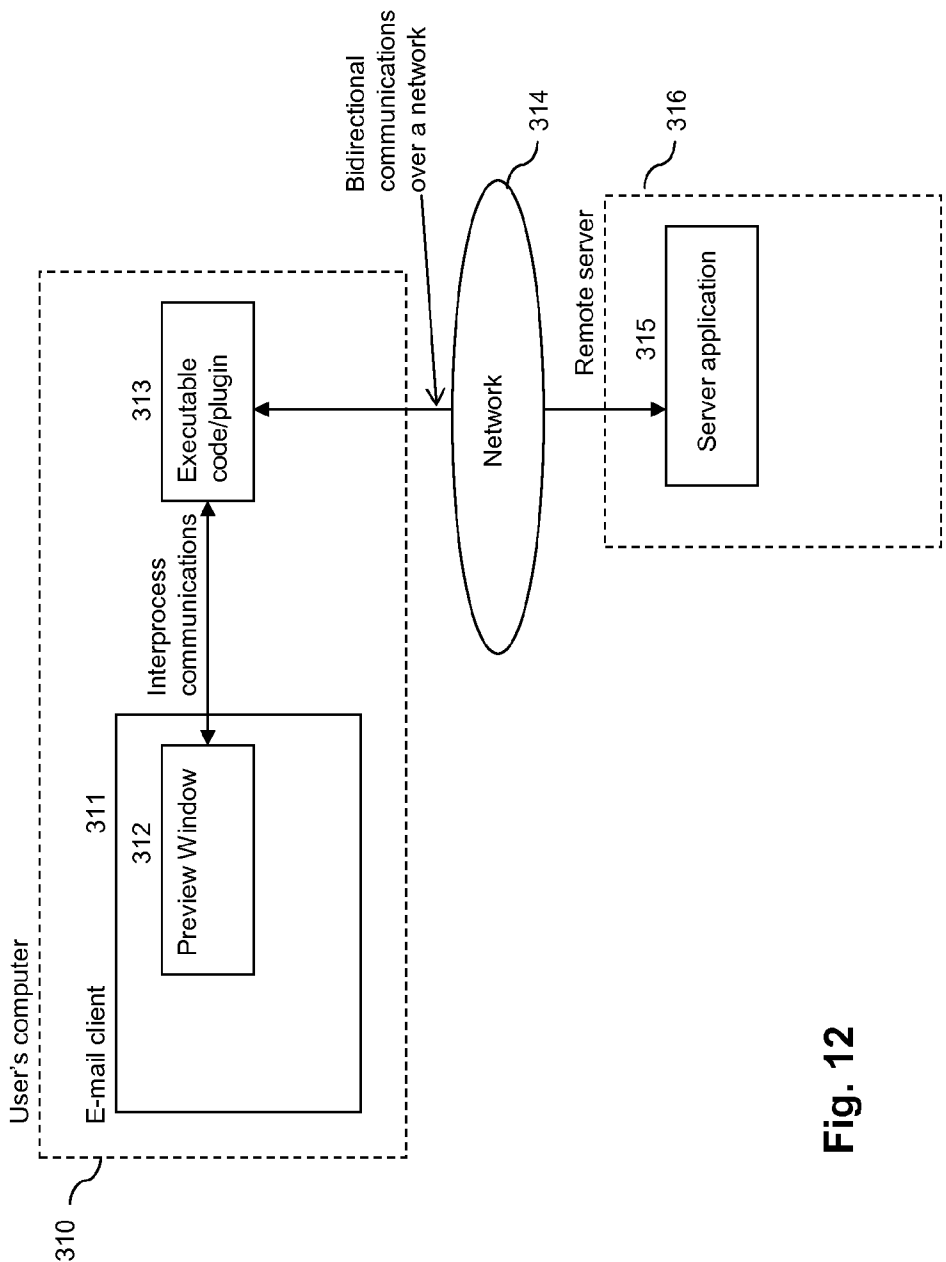 User's computer
310
E-mail client
311
312
Preview Window
Interprocess
communications
313
Executable
code/plugin
Bidirectional
communications
over a network
Network
314
Remote server
316
315
Server application
Fig. 12